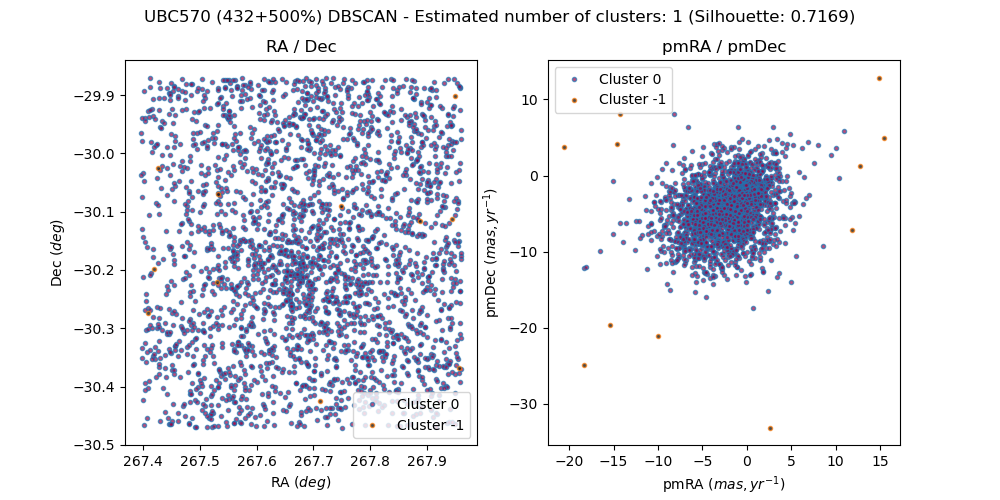 UBC570 (432+500%) DBSCAN - Estimated number of clusters: 1 (Silhouette: 0.7169)
RA / Dec
−29.9
−30.0
−30.1
−30.2
−30.3
−30.4
−30.5
Dec (deg)
267.4 267.5 267.6 267.7 267.8 267.9
RA (deg)
Cluster 0
Cluster -1
pmRA / pmDec
Cluster 0
Cluster -1
10
0
−10
−20
−30
pmDec (mas, yr⁻¹)
−20 −15 −10 −5 0 5 10 15
pmRA (mas, yr⁻¹)